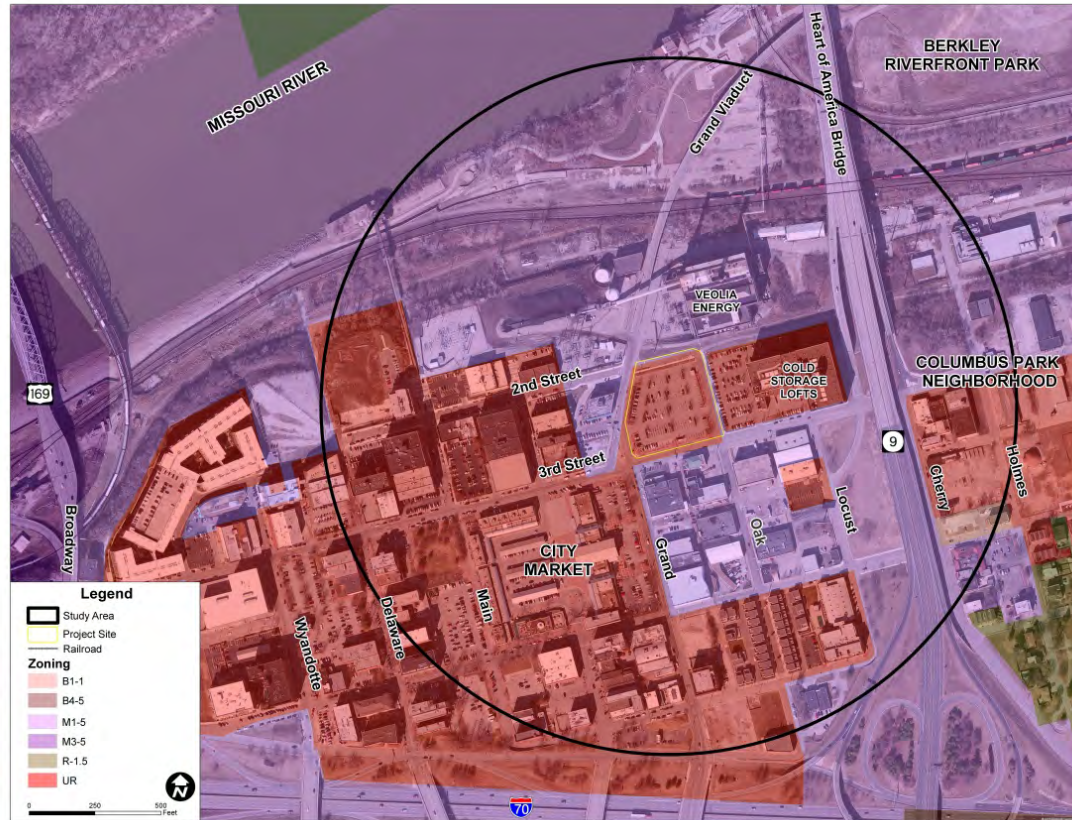 BERKLEY
RIVERFRONT PARK
Heart of America Bridge
Grand Viaduct
MISSOURI RIVER
VEOLIA
ENERGY
COLD
STORAGE
LOFTS
COLUMBUS PARK
NEIGHBORHOOD
2nd Street
3rd Street
169
9
Broadway
Wyandotte
Delaware
Main
CITY
MARKET
Grand
Oak
Locust
Cherry
Holmes
70
Legend
Study Area
Project Site
Railroad
Zoning
B1-1
B4-5
M1-5
M3-5
R-1.5
UR
N
0 250 500
Feet